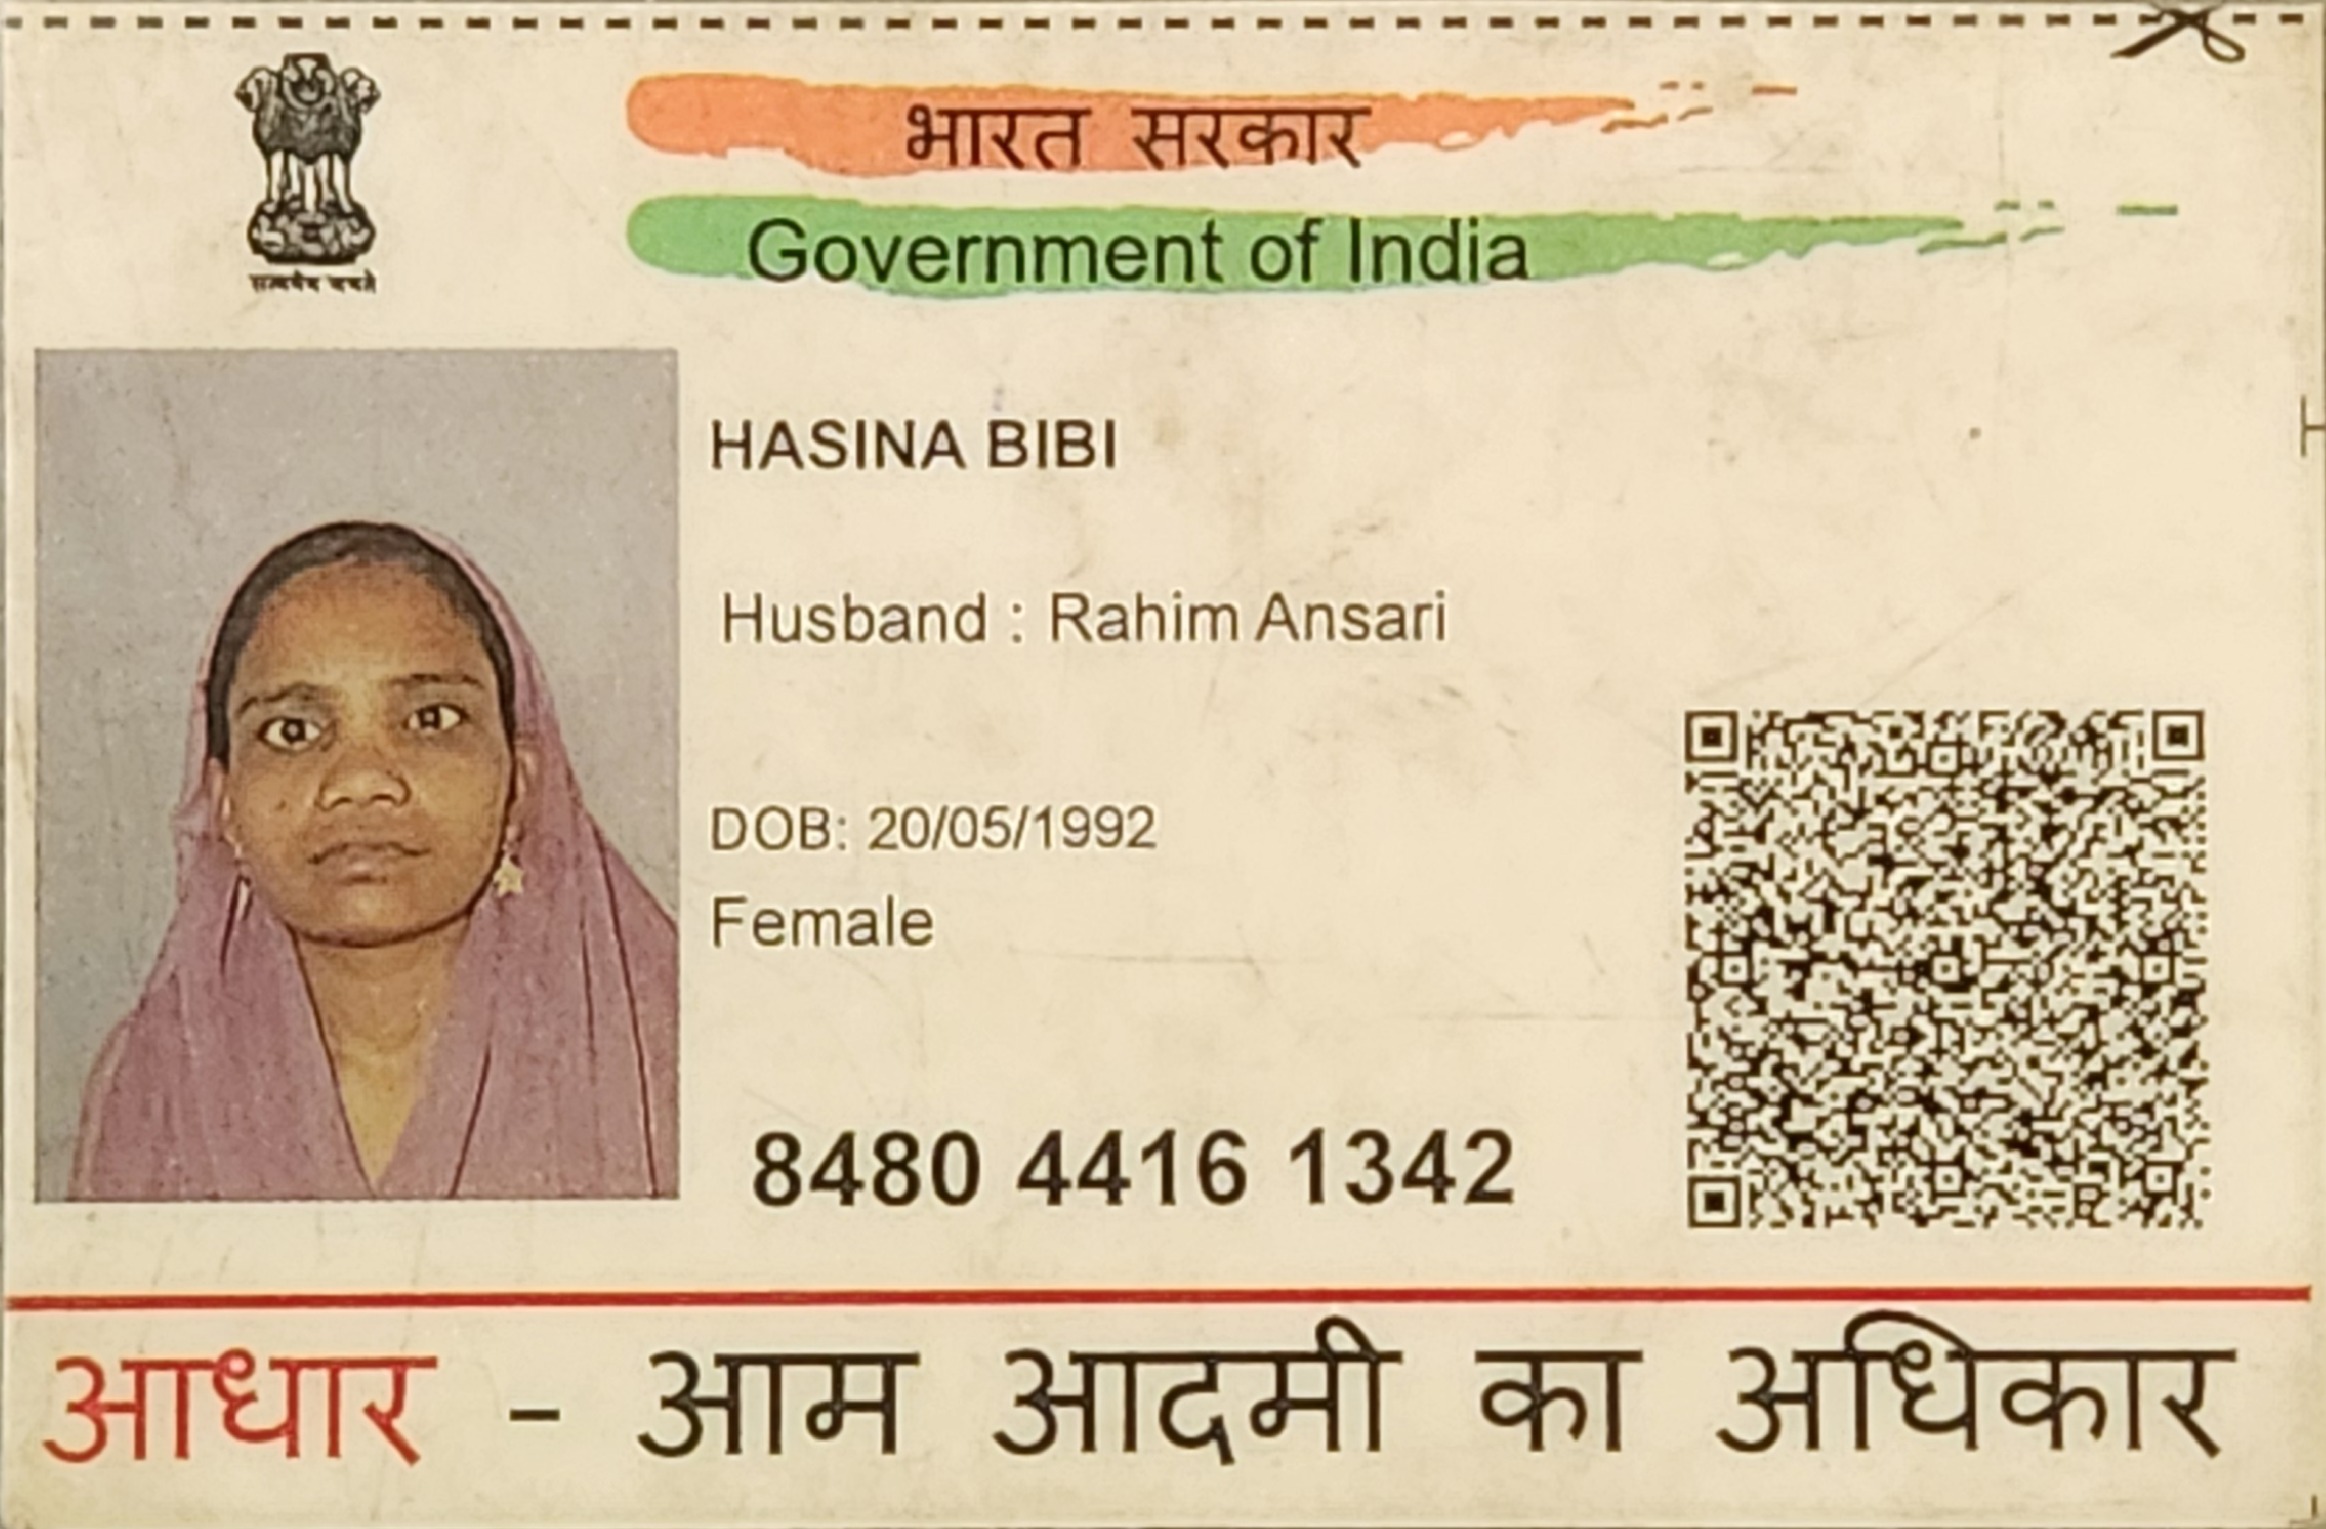 भारत सरकार
Government of India
सत्यमेव जयते
HASINA BIBI
Husband : Rahim Ansari
DOB: 20/05/1992
Female
8480 4416 1342
आधार - आम आदमी का अधिकार